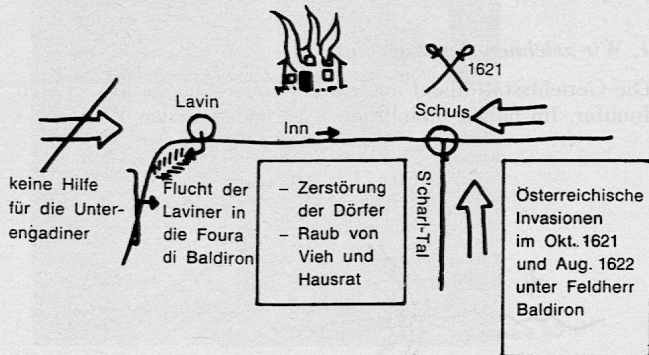 1621
Lavin
Schuls
Inn
keine Hilfe
für die Unter-
engadiner
Flucht der
Laviner in
die Foura
di Baldiron
– Zerstörung
der Dörfer
– Raub von
Vieh und
Hausrat
S'charl-Tal
Österreichische
Invasionen
im Okt. 1621
und Aug. 1622
unter Feldherr
Baldiron